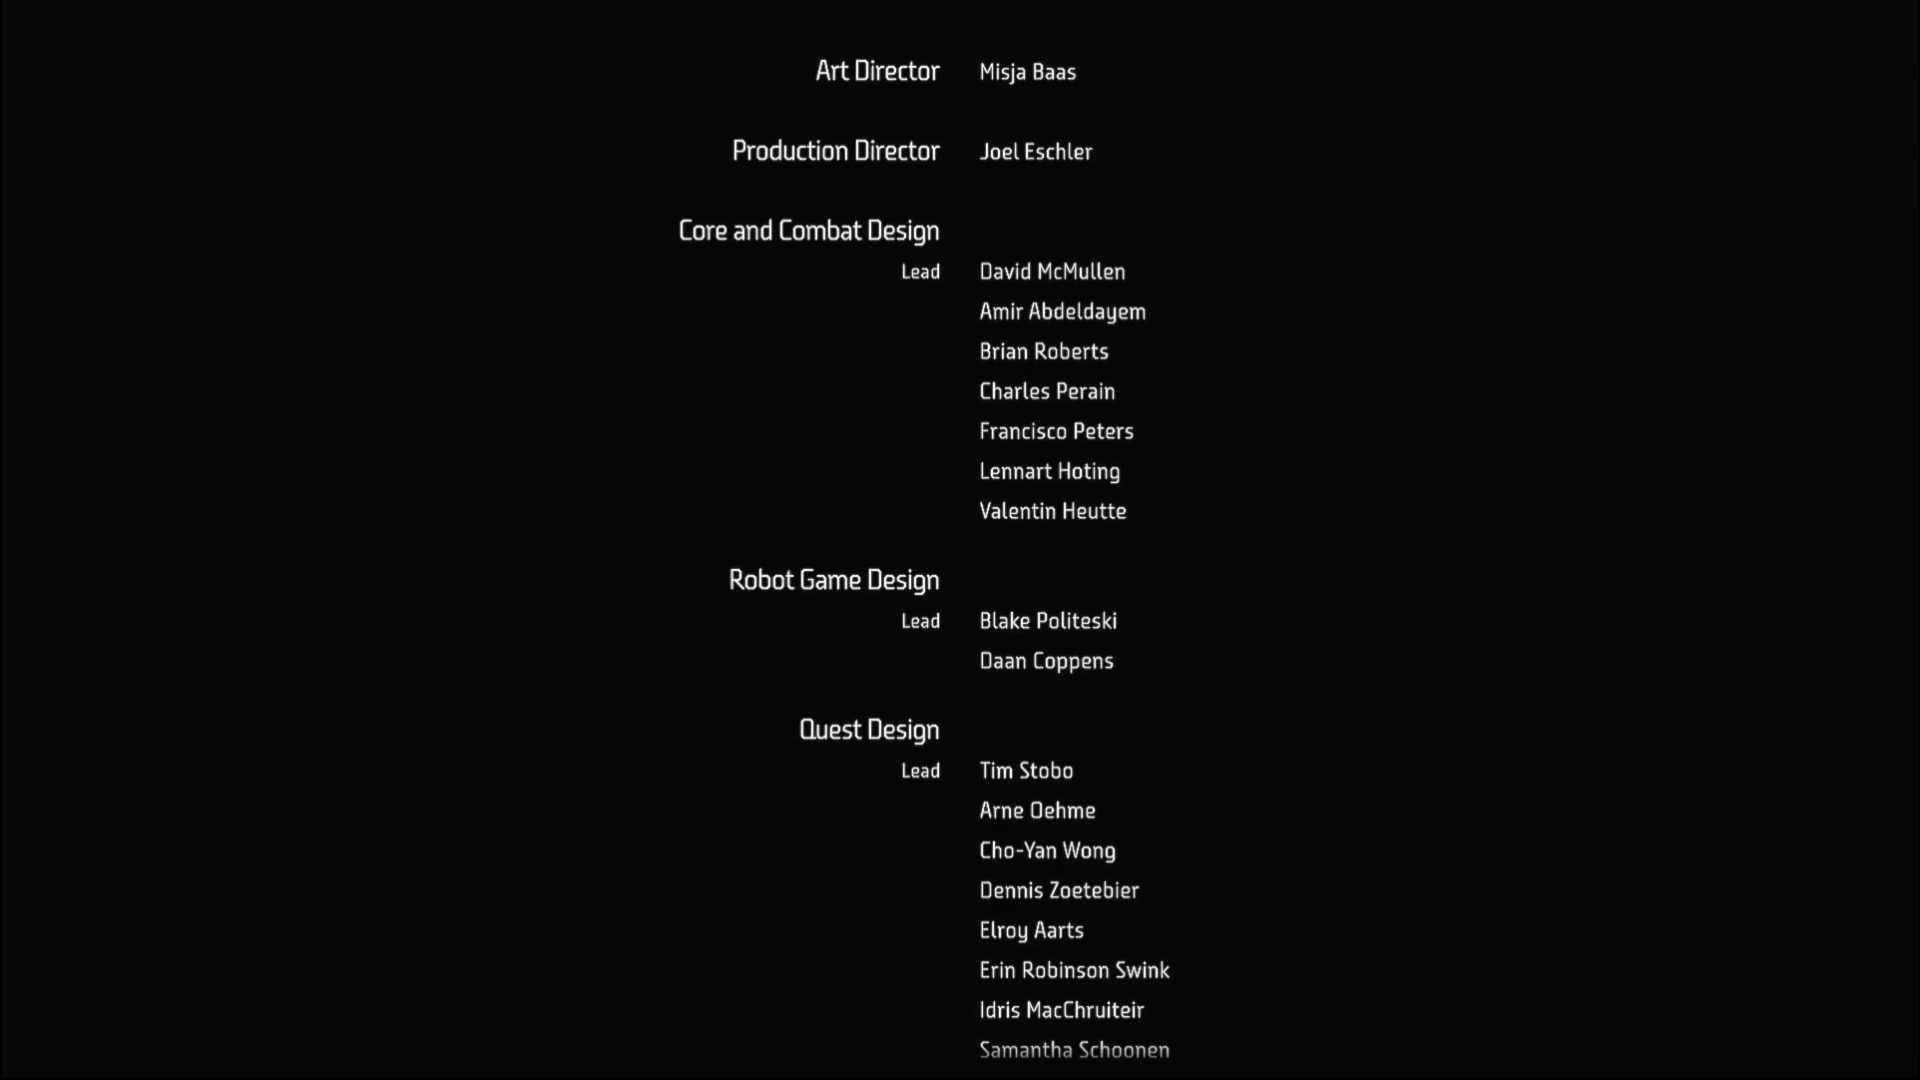 Art Director Misja Baas
Production Director Joel Eschler
Core and Combat Design
Lead David McMullen
Amir Abdeldayem
Brian Roberts
Charles Perain
Francisco Peters
Lennart Hoting
Valentin Heutte
Robot Game Design
Lead Blake Politeski
Daan Coppens
Quest Design
Lead Tim Stobo
Arne Oehme
Cho-Yan Wong
Dennis Zoetebier
Elroy Aarts
Erin Robinson Swink
Idris MacChruiteir
Samantha Schoonen